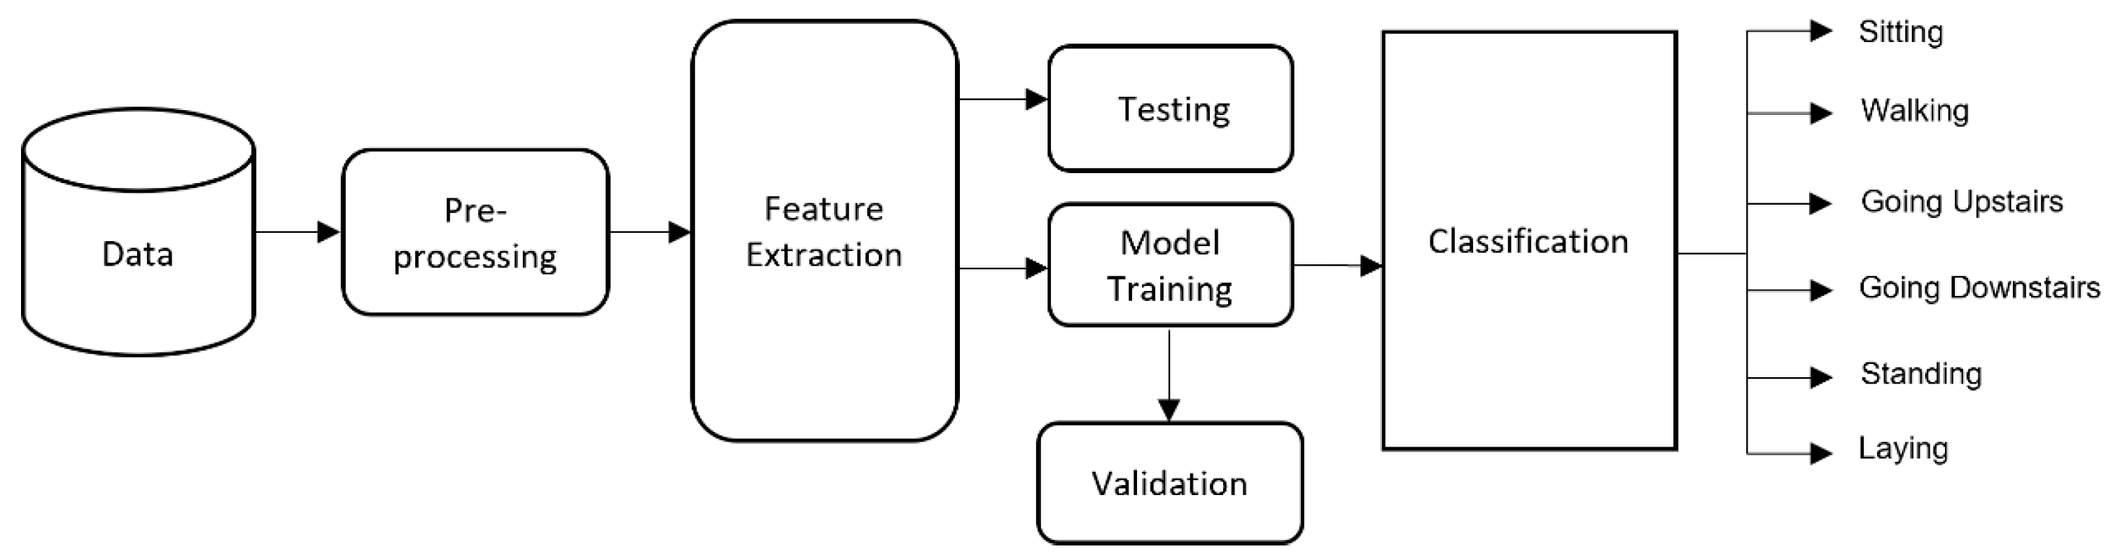 Data
Pre-
processing
Feature
Extraction
Testing
Model
Training
Validation
Classification
Sitting
Walking
Going Upstairs
Going Downstairs
Standing
Laying